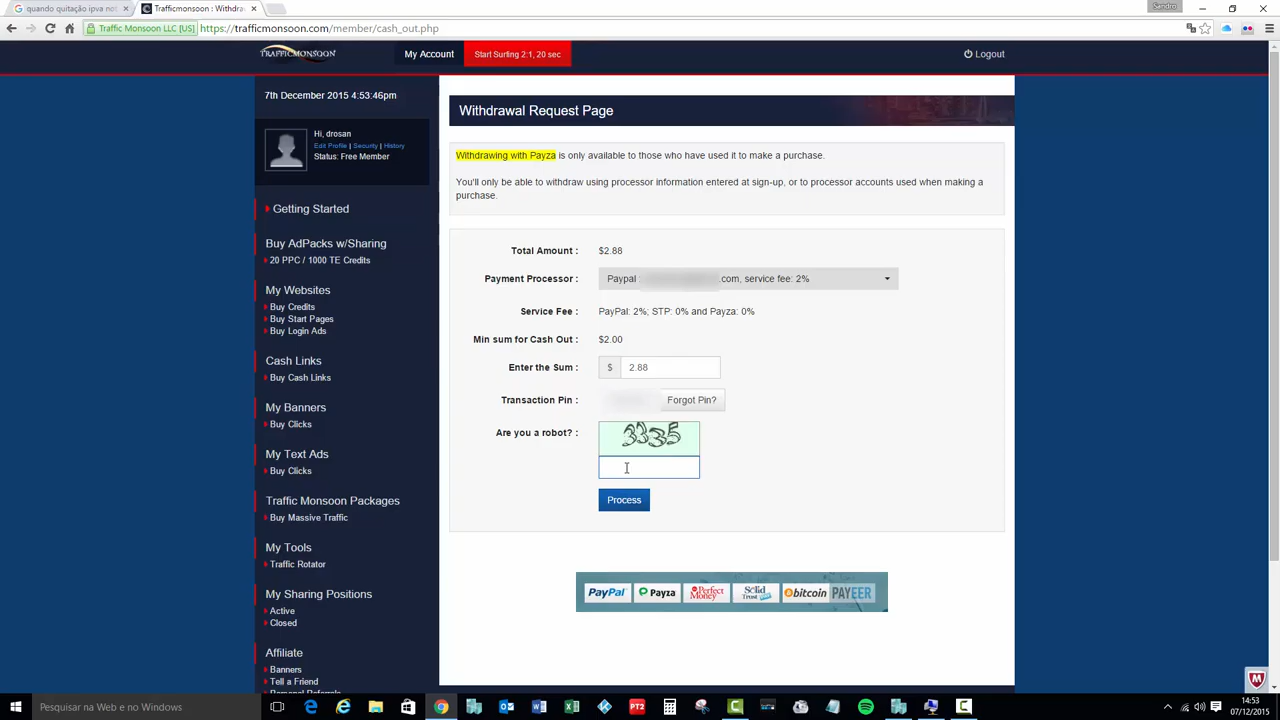 quando quitação ipva not
Trafficmonsoon : Withdra
Sandro
Traffic Monsoon LLC [US]
https://trafficmonsoon.com/member/cash_out.php
TRAFFICMONSOON
My Account
Start Surfing 2:1, 20 sec
Logout
7th December 2015 4:53:46pm
Hi, drosan
Edit Profile | Security | History
Status: Free Member
Getting Started
Buy AdPacks w/Sharing
20 PPC / 1000 TE Credits
My Websites
Buy Credits
Buy Start Pages
Buy Login Ads
Cash Links
Buy Cash Links
My Banners
Buy Clicks
My Text Ads
Buy Clicks
Traffic Monsoon Packages
Buy Massive Traffic
My Tools
Traffic Rotator
My Sharing Positions
Active
Closed
Affiliate
Banners
Tell a Friend
Personal Referrals
Withdrawal Request Page
Withdrawing with Payza is only available to those who have used it to make a purchase.
You'll only be able to withdraw using processor information entered at sign-up, or to processor accounts used when making a
purchase.
Total Amount : $2.88
Payment Processor : Paypal : .com, service fee: 2%
Service Fee : PayPal: 2%; STP: 0% and Payza: 0%
Min sum for Cash Out : $2.00
Enter the Sum : $ 2.88
Transaction Pin : Forgot Pin?
Are you a robot? : 3335
Process
PayPal Payza Perfect Money Solid Trust Pay bitcoin PAYEER
Pesquisar na Web e no Windows
PT2
14:53
07/12/2015